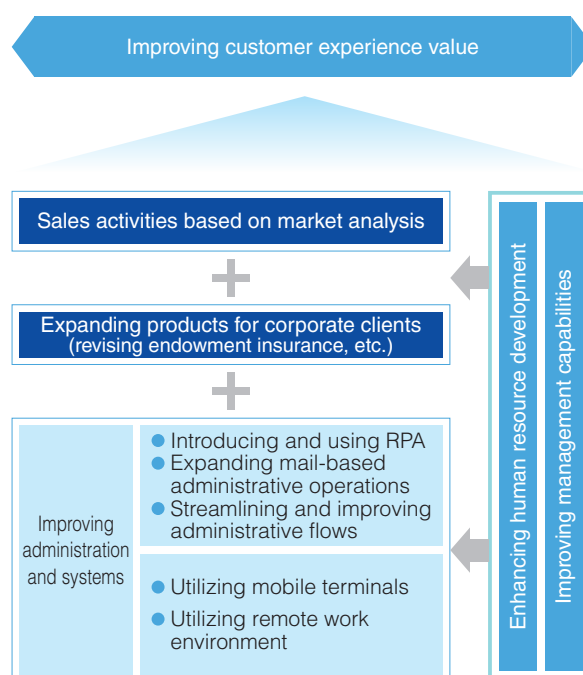 Improving customer experience value
Sales activities based on market analysis
+
Expanding products for corporate clients
(revising endowment insurance, etc.)
+
Improving
administration
and systems
● Introducing and using RPA
● Expanding mail-based
administrative operations
● Streamlining and improving
administrative flows
● Utilizing mobile terminals
● Utilizing remote work
environment
Enhancing human resource development
Improving management capabilities